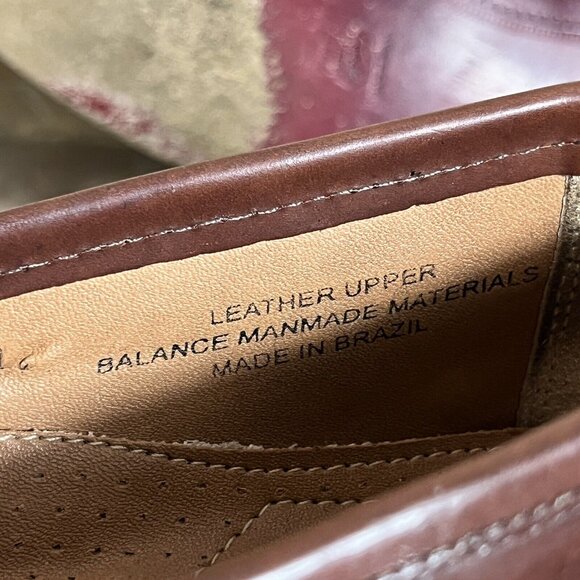 LEATHER UPPER
BALANCE MANMADE MATERIALS
MADE IN BRAZIL